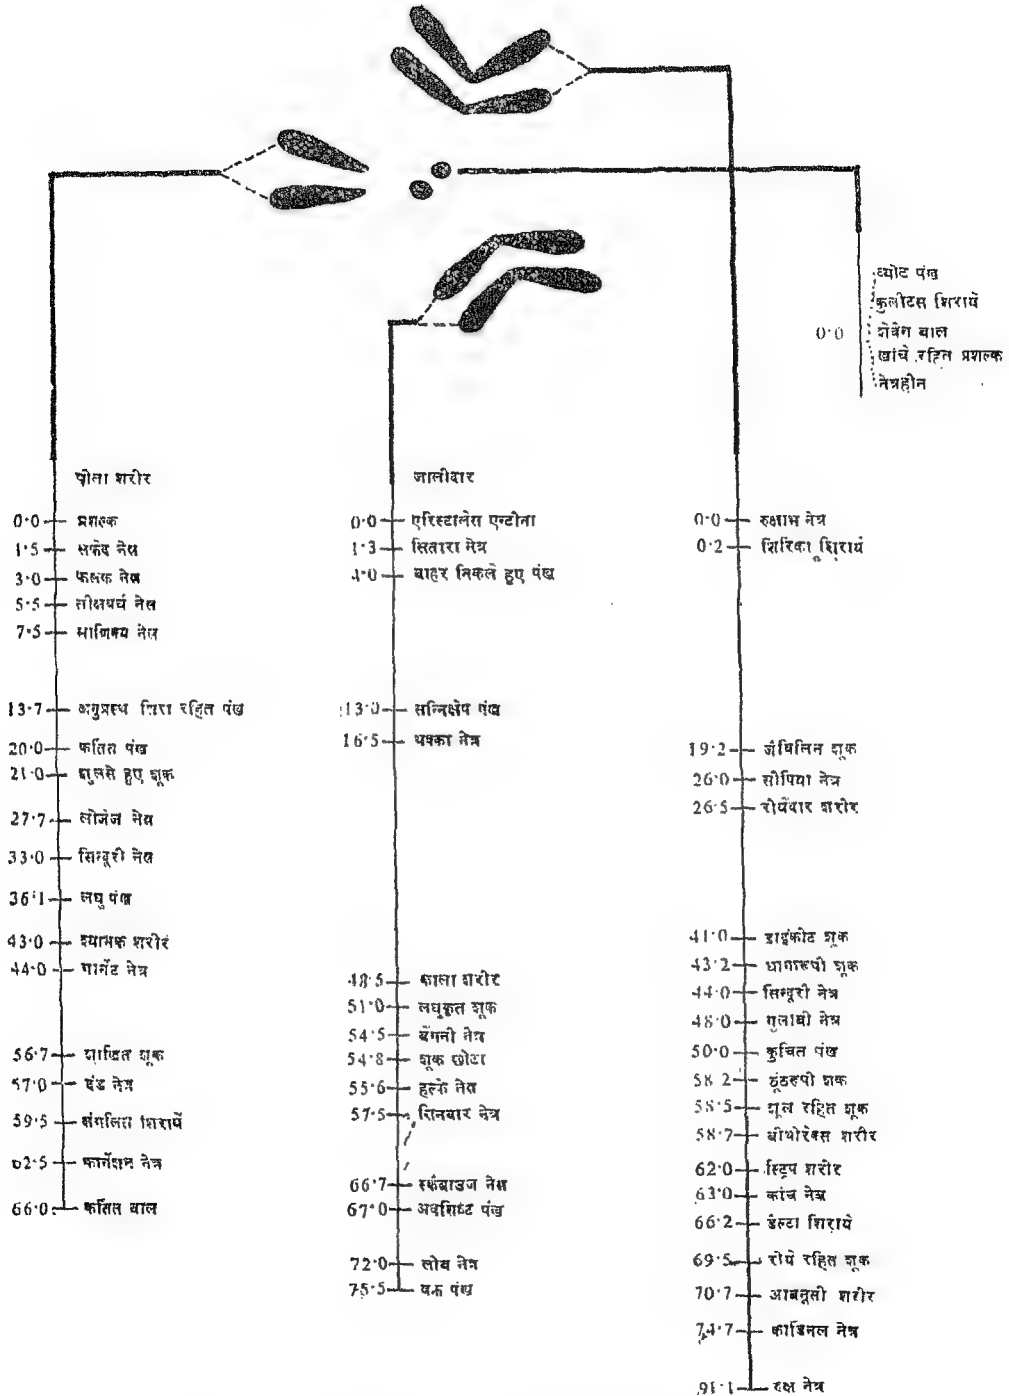 ब्योट पंख
कुलीटस शिरायें
0·0 शेवेन बाल
खांचे रहित प्रशल्क
नेत्रहीन
पीला शरीर
0·0 प्रशल्क
1·5 सफेद नेत्र
3·0 फलक नेत्र
5·5 नेत्र
7·5 माणिक्य नेत्र
13·7 अनुप्रस्थ शिरा रहित पंख
20·0 कर्तित पंख
21·0 झुलसे हुए शूक
27·7 लोजेंज नेत्र
33·0 सिन्दूरी नेत्र
36·1 लघु पंख
43·0 श्यामक शरीर
44·0 गार्नेट नेत्र
56·7 शाखित शूक
57·0 दंड नेत्र
59·5 संगलित शिरायें
62·5 कार्नेशन नेत्र
66·0 कर्तित बाल
जालीदार
0·0 एरिस्टालेस एन्टीना
1·3 सितारा नेत्र
4·0 बाहर निकले हुए पंख
13·0 सन्निक्षेप पंख
16·5 थक्का नेत्र
48·5 काला शरीर
51·0 लघुकृत शूक
54·5 बैंगनी नेत्र
54·8 शूक छोटा
55·6 हल्के नेत्र
57·5 सिनबार नेत्र
66·7 स्कैबाउज नेत्र
67·0 अवशिष्ट पंख
72·0 लोब नेत्र
75·5 वक्र पंख
0·0 रुक्षाभ नेत्र
0·2 शिरिका शिरायें
19·2 जेविलिन शूक
26·0 सीपिया नेत्र
26·5 रोयेंदार शरीर
41·0 डाइकीट शूक
43·2 धागारूपी शूक
44·0 सिन्दूरी नेत्र
48·0 गुलाबी नेत्र
50·0 कुंचित पंख
58·2 ठूंठरूपी शूक
58·5 शूल रहित शूक
58·7 बीथोरेक्स शरीर
62·0 स्ट्रिप शरीर
63·0 कांच नेत्र
66·2 डेल्टा शिरायें
69·5 रोयें रहित शूक
70·7 आबनूसी शरीर
74·7 कार्डिनल नेत्र
91·1 रुक्ष नेत्र